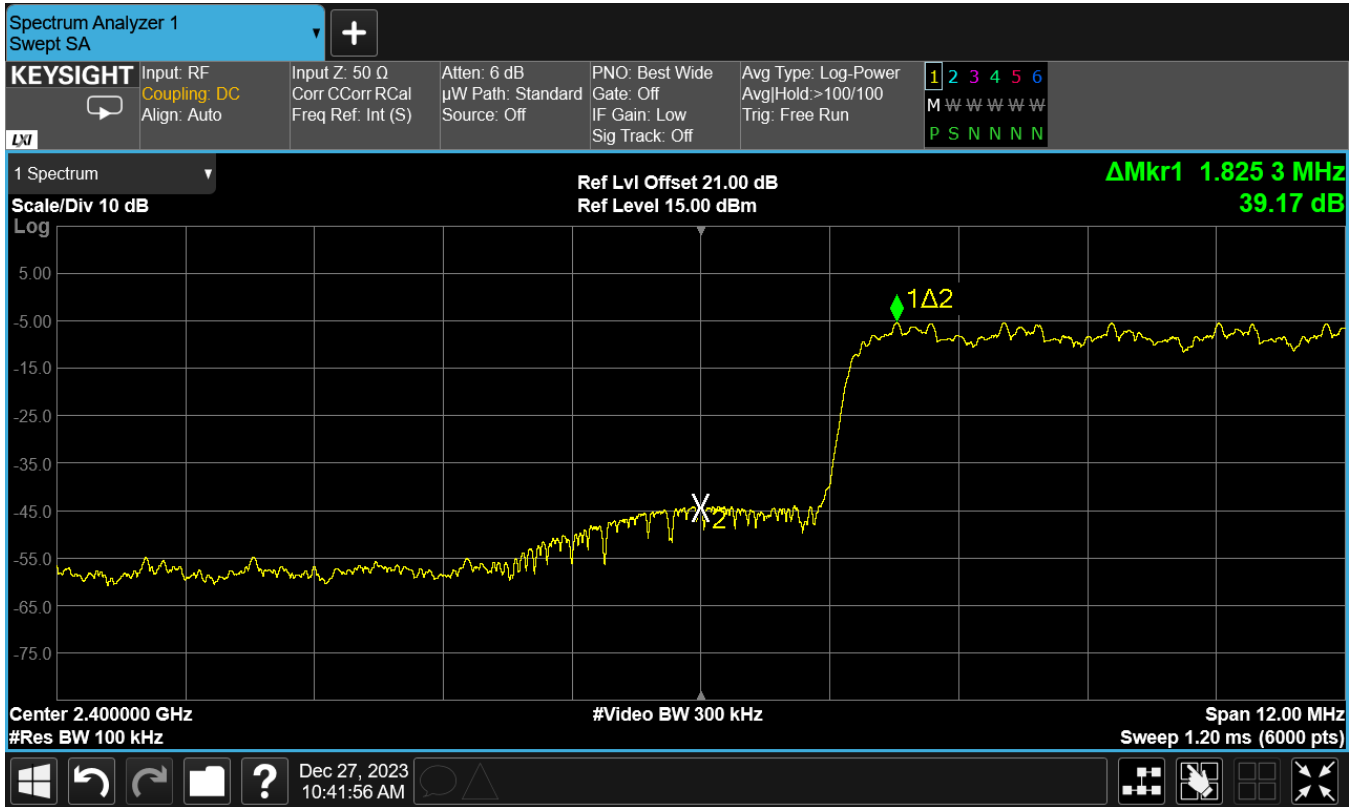 Spectrum Analyzer 1
Swept SA
KEYSIGHT
LXI
Input: RF
Coupling: DC
Align: Auto
Input Z: 50 Ω
Corr CCorr RCal
Freq Ref: Int (S)
Atten: 6 dB
µW Path: Standard
Source: Off
PNO: Best Wide
Gate: Off
IF Gain: Low
Sig Track: Off
Avg Type: Log-Power
Avg|Hold:>100/100
Trig: Free Run
1 2 3 4 5 6
M W W W W W
P S N N N N
1 Spectrum
Scale/Div 10 dB
Log
Ref Lvl Offset 21.00 dB
Ref Level 15.00 dBm
ΔMkr1 1.825 3 MHz
39.17 dB
5.00
-5.00
-15.0
-25.0
-35.0
-45.0
-55.0
-65.0
-75.0
1Δ2
X2
Center 2.400000 GHz
#Res BW 100 kHz
#Video BW 300 kHz
Span 12.00 MHz
Sweep 1.20 ms (6000 pts)
?
Dec 27, 2023
10:41:56 AM